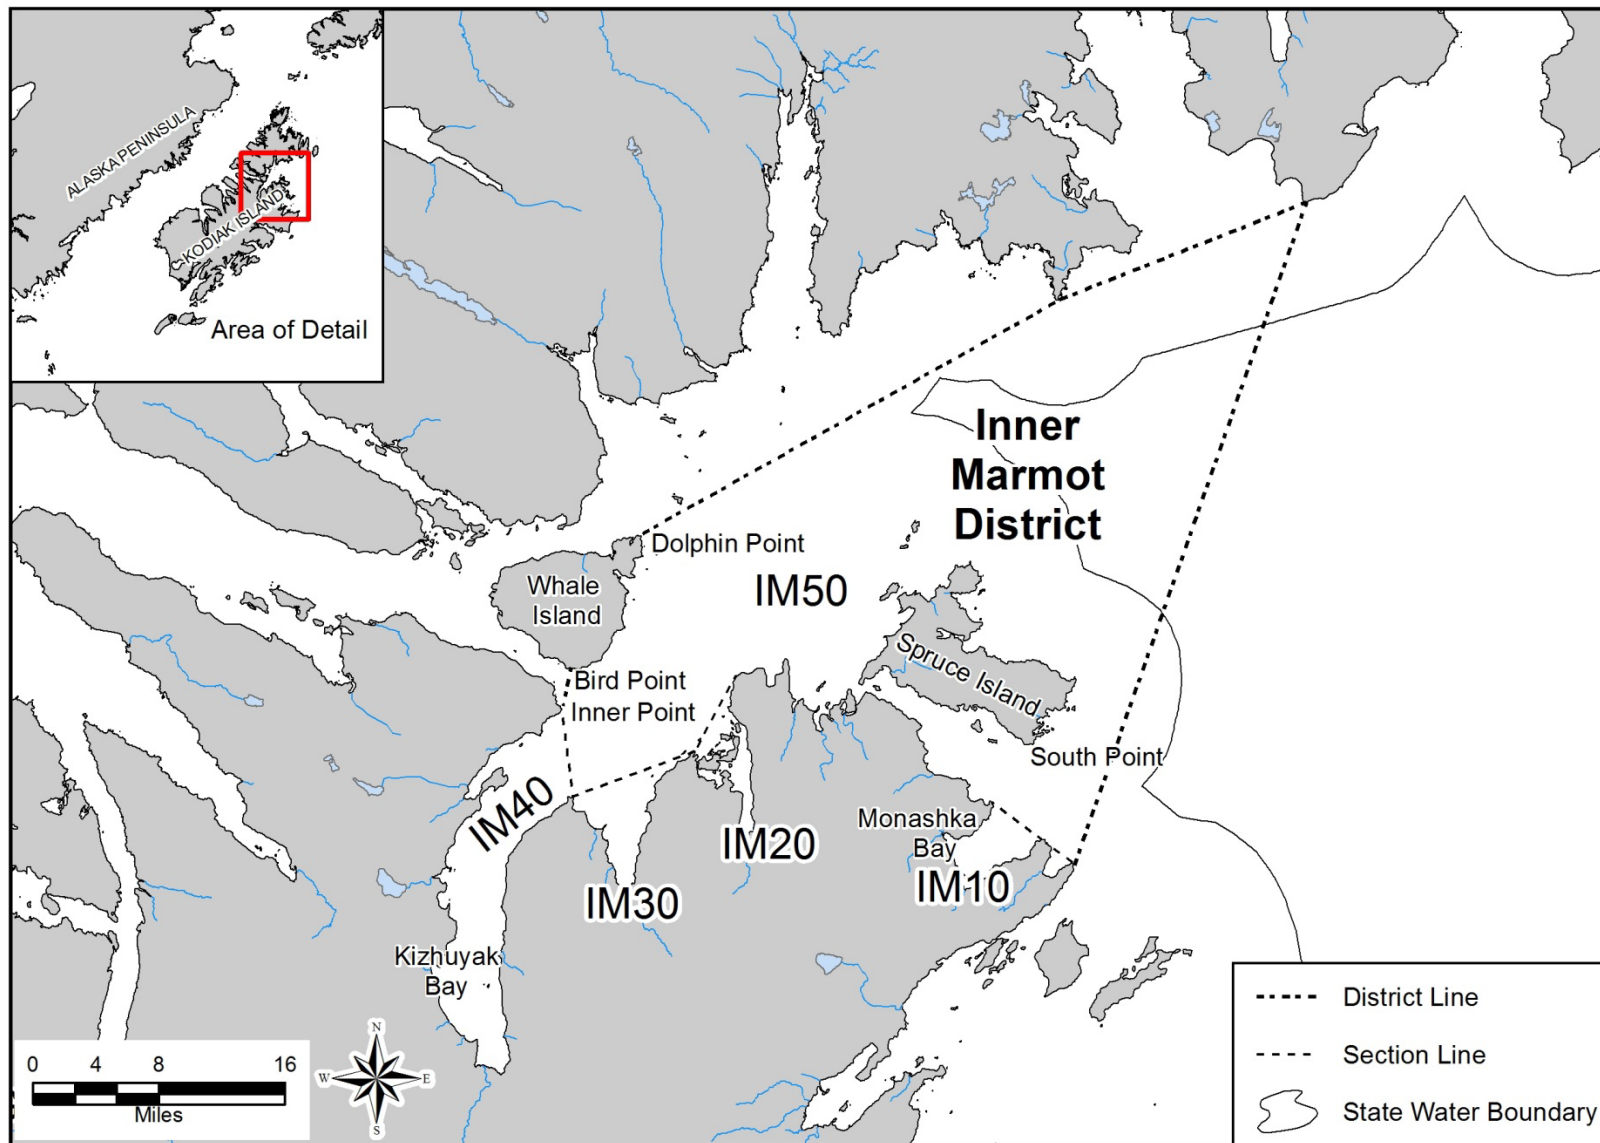 ALASKA PENINSULA
KODIAK ISLAND
Area of Detail
Inner
Marmot
District
Dolphin Point
IM50
Whale
Island
Spruce Island
Bird Point
Inner Point
South Point
IM40
Monashka
Bay
IM20
IM10
IM30
Kizhuyak
Bay
District Line
Section Line
State Water Boundary
0 4 8 16
Miles
N
W E
S